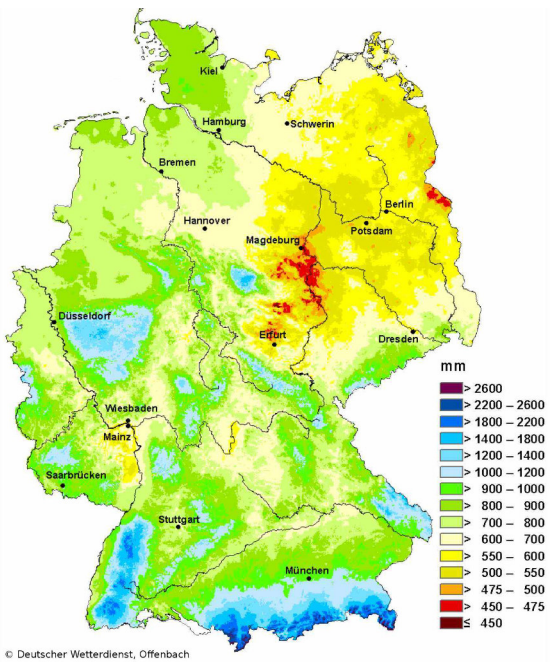 Kiel
Hamburg
Schwerin
Bremen
Berlin
Hannover
Potsdam
Magdeburg
Düsseldorf
Erfurt
Dresden
mm
> 2600
> 2200 – 2600
> 1800 – 2200
> 1400 – 1800
> 1200 – 1400
> 1000 – 1200
> 900 – 1000
> 800 – 900
> 700 – 800
> 600 – 700
> 550 – 600
> 500 – 550
> 475 – 500
> 450 – 475
≤ 450
Wiesbaden
Mainz
Saarbrücken
Stuttgart
München
© Deutscher Wetterdienst, Offenbach